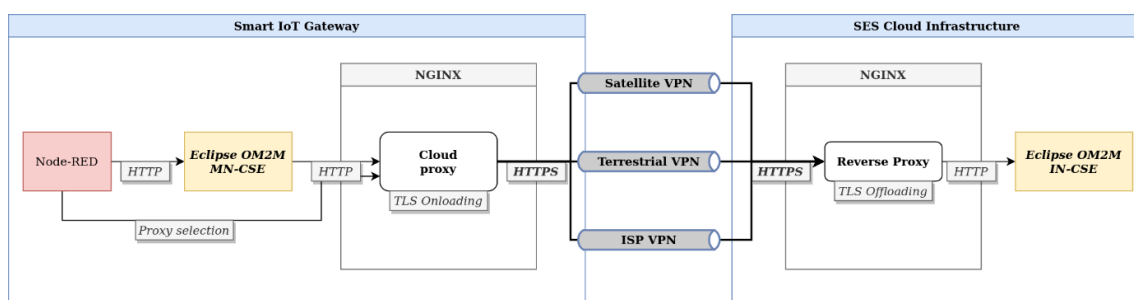 Smart IoT Gateway
SES Cloud Infrastructure
NGINX
NGINX
Satellite VPN
Node-RED
HTTP
Eclipse OM2M
MN-CSE
HTTP
Cloud
proxy
TLS Onloading
HTTPS
Terrestrial VPN
HTTPS
Reverse Proxy
TLS Offloading
HTTP
Eclipse OM2M
IN-CSE
Proxy selection
ISP VPN